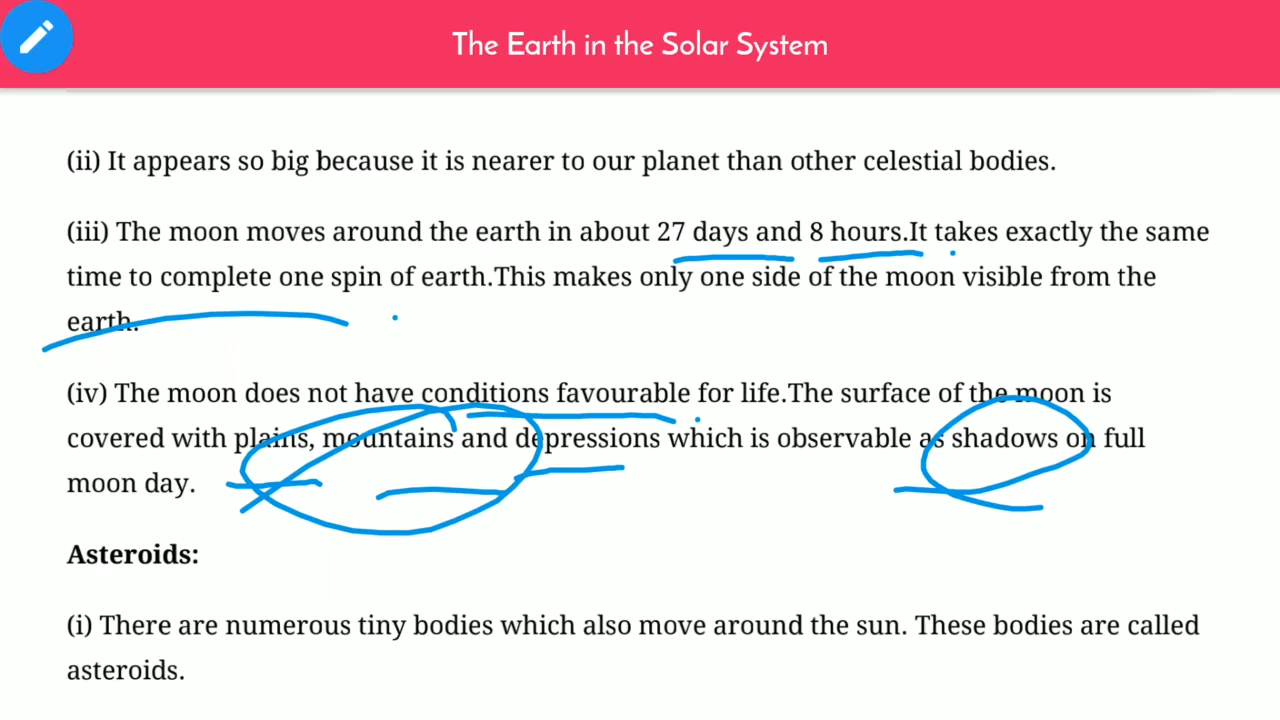 The Earth in the Solar System
(ii) It appears so big because it is nearer to our planet than other celestial bodies.
(iii) The moon moves around the earth in about 27 days and 8 hours.It takes exactly the same
time to complete one spin of earth.This makes only one side of the moon visible from the
earth.
(iv) The moon does not have conditions favourable for life.The surface of the moon is
covered with plains, mountains and depressions which is observable as shadows on full
moon day.
Asteroids:
(i) There are numerous tiny bodies which also move around the sun. These bodies are called
asteroids.